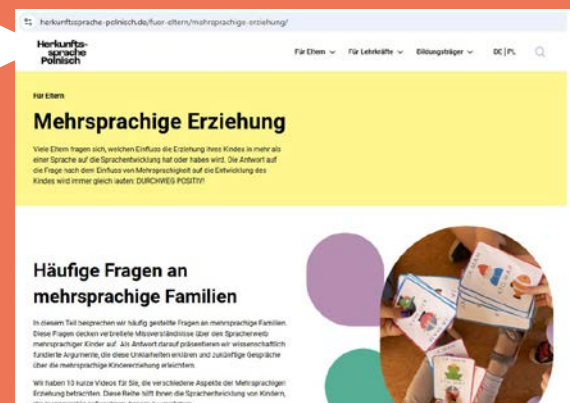 herkunftssprache-polnisch.de/fuer-eltern/mehrsprachige-erziehung/
Herkunfts-
sprache
Polnisch
Für Eltern
Für Lehrkräfte
Bildungsträger
DE | PL
Für Eltern
Mehrsprachige Erziehung
Viele Eltern fragen sich, welchen Einfluss die Erziehung ihres Kindes in mehr als
einer Sprache auf die Sprachentwicklung hat oder haben wird. Die Antwort auf
die Frage nach dem Einfluss von Mehrsprachigkeit auf die Entwicklung des
Kindes wird immer gleich lauten: DURCHWEG POSITIV!
Häufige Fragen an
mehrsprachige Familien
In diesem Teil besprechen wir häufig gestellte Fragen an mehrsprachige Familien.
Diese Fragen decken verbreitete Missverständnisse über den Spracherwerb
mehrsprachiger Kinder auf. Als Antwort darauf präsentieren wir wissenschaftlich
fundierte Argumente, die diese Unklarheiten erklären und zukünftige Gespräche
über die mehrsprachige Kindererziehung erleichtern.
Wir haben 10 kurze Videos für Sie, die verschiedene Aspekte der Mehrsprachigen
Erziehung betrachten. Diese Reihe hilft Ihnen die Sprachentwicklung von Kindern,